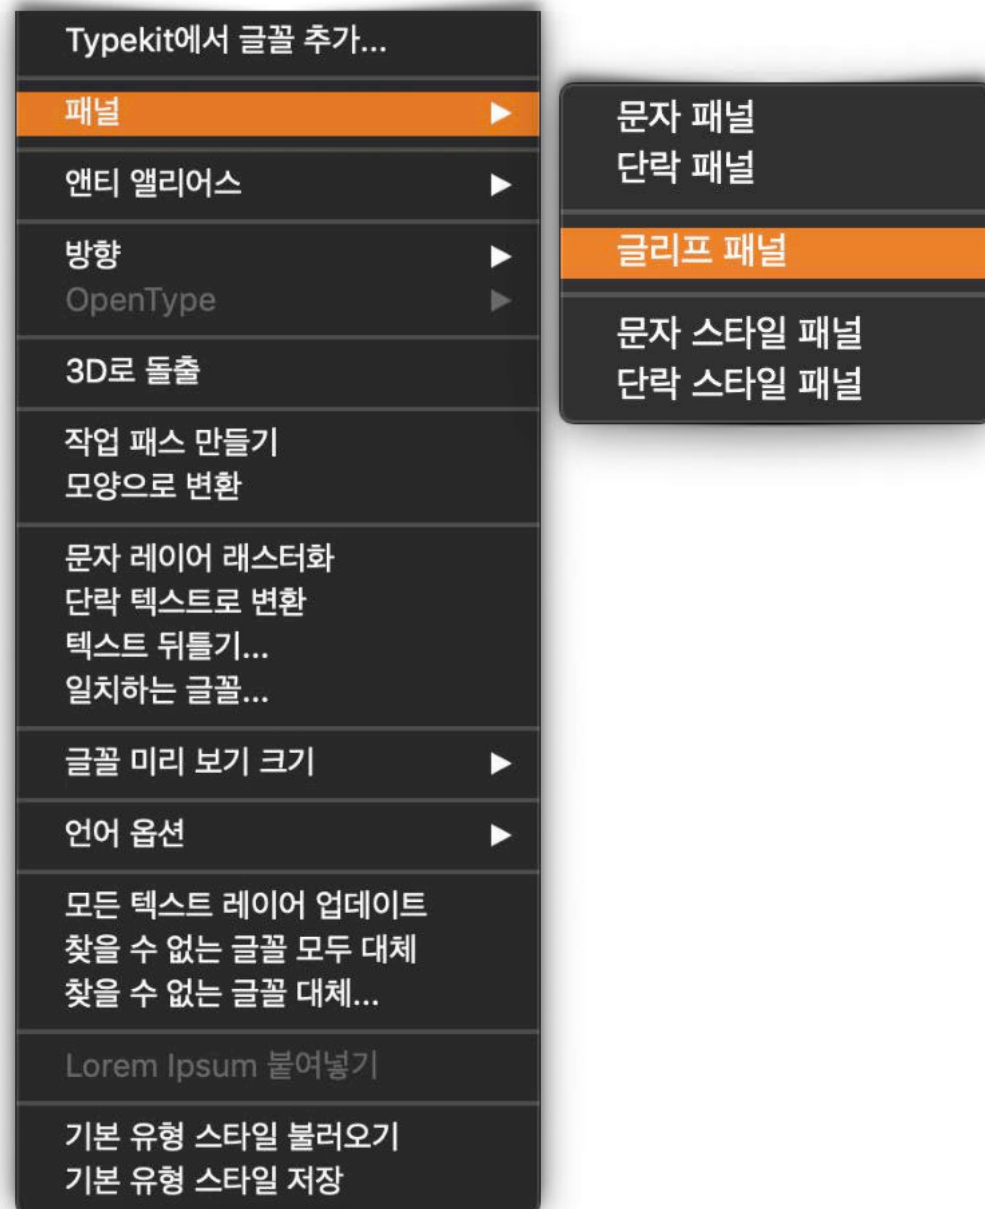 Typekit에서 글꼴 추가...
패널
앤티 앨리어스
방향
OpenType
3D로 돌출
작업 패스 만들기
모양으로 변환
문자 레이어 래스터화
단락 텍스트로 변환
텍스트 뒤틀기...
일치하는 글꼴...
글꼴 미리 보기 크기
언어 옵션
모든 텍스트 레이어 업데이트
찾을 수 없는 글꼴 모두 대체
찾을 수 없는 글꼴 대체...
Lorem Ipsum 붙여넣기
기본 유형 스타일 불러오기
기본 유형 스타일 저장
문자 패널
단락 패널
글리프 패널
문자 스타일 패널
단락 스타일 패널